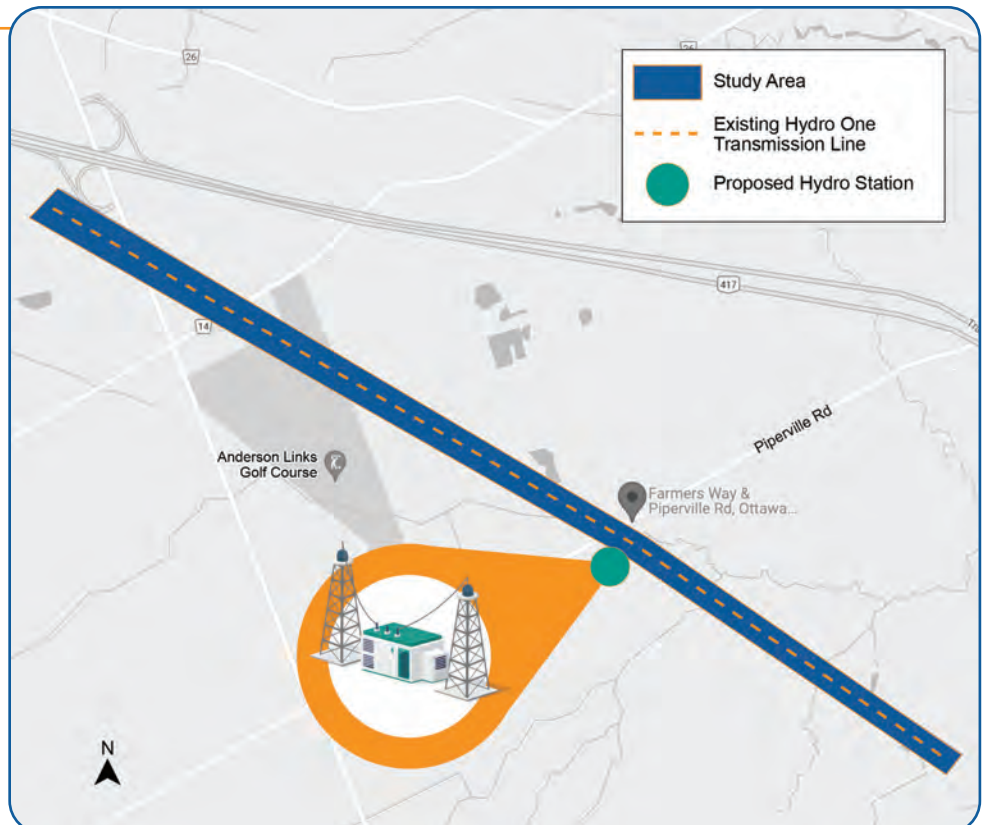 26
26
Study Area
Existing Hydro One
Transmission Line
Proposed Hydro Station
417
14
Piperville Rd
Anderson Links
Golf Course
Farmers Way &
Piperville Rd, Ottawa...
N